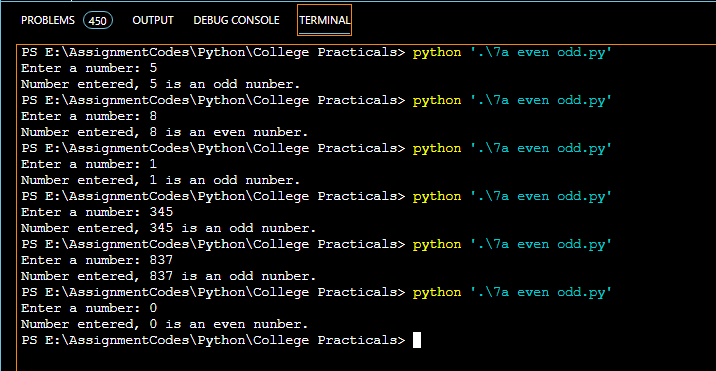 PROBLEMS 450 OUTPUT DEBUG CONSOLE TERMINAL
PS E:\AssignmentCodes\Python\College Practicals> python '.\7a even odd.py'
Enter a number: 5
Number entered, 5 is an odd nunber.
PS E:\AssignmentCodes\Python\College Practicals> python '.\7a even odd.py'
Enter a number: 8
Number entered, 8 is an even nunber.
PS E:\AssignmentCodes\Python\College Practicals> python '.\7a even odd.py'
Enter a number: 1
Number entered, 1 is an odd nunber.
PS E:\AssignmentCodes\Python\College Practicals> python '.\7a even odd.py'
Enter a number: 345
Number entered, 345 is an odd nunber.
PS E:\AssignmentCodes\Python\College Practicals> python '.\7a even odd.py'
Enter a number: 837
Number entered, 837 is an odd nunber.
PS E:\AssignmentCodes\Python\College Practicals> python '.\7a even odd.py'
Enter a number: 0
Number entered, 0 is an even nunber.
PS E:\AssignmentCodes\Python\College Practicals>